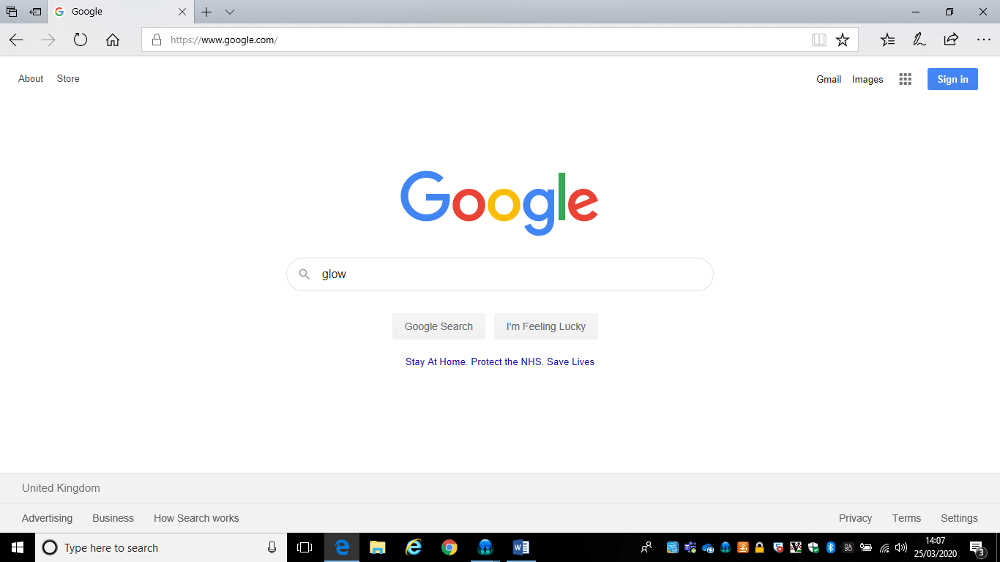 Google
https://www.google.com/
About Store
Gmail Images Sign in
Google
glow
Google Search I'm Feeling Lucky
Stay At Home. Protect the NHS. Save Lives
United Kingdom
Advertising Business How Search works
Privacy Terms Settings
Type here to search
14:07
25/03/2020
3